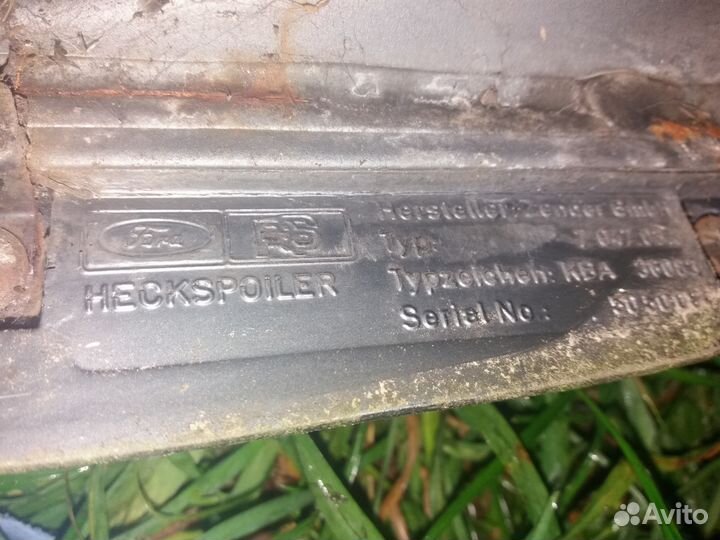 Ford RS
HECKSPOILER
Hersteller: Zender GmbH
Typ:
Typzeichen: KBA
Serial No.:
Avito